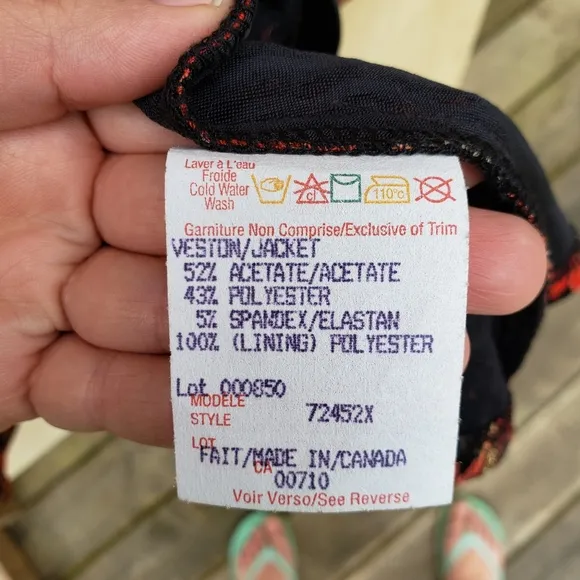 Laver à L'eau
Froide
Cold Water
Wash
cl
110°c
Garniture Non Comprise/Exclusive of Trim
VESTON/JACKET
52% ACETATE/ACETATE
43% POLYESTER
5% SPANDEX/ELASTAN
100% (LINING) POLYESTER
Lot 000850
MODELE
STYLE 72452X
LOT
FAIT/MADE IN/CANADA
CA
00710
Voir Verso/See Reverse